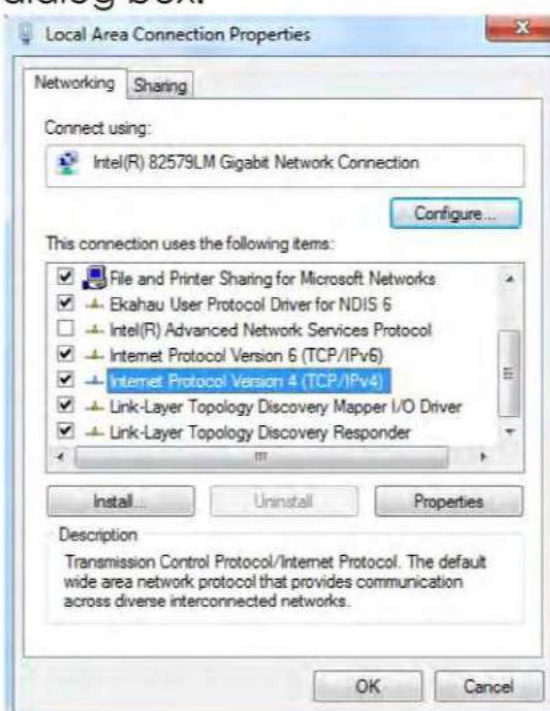 dialog box.
Local Area Connection Properties
Networking
Sharing
Connect using:
Intel(R) 82579LM Gigabit Network Connection
Configure...
This connection uses the following items:
File and Printer Sharing for Microsoft Networks
Ekahau User Protocol Driver for NDIS 6
Intel(R) Advanced Network Services Protocol
Internet Protocol Version 6 (TCP/IPv6)
Internet Protocol Version 4 (TCP/IPv4)
Link-Layer Topology Discovery Mapper I/O Driver
Link-Layer Topology Discovery Responder
Install...
Uninstall
Properties
Description
Transmission Control Protocol/Internet Protocol. The default
wide area network protocol that provides communication
across diverse interconnected networks.
OK
Cancel